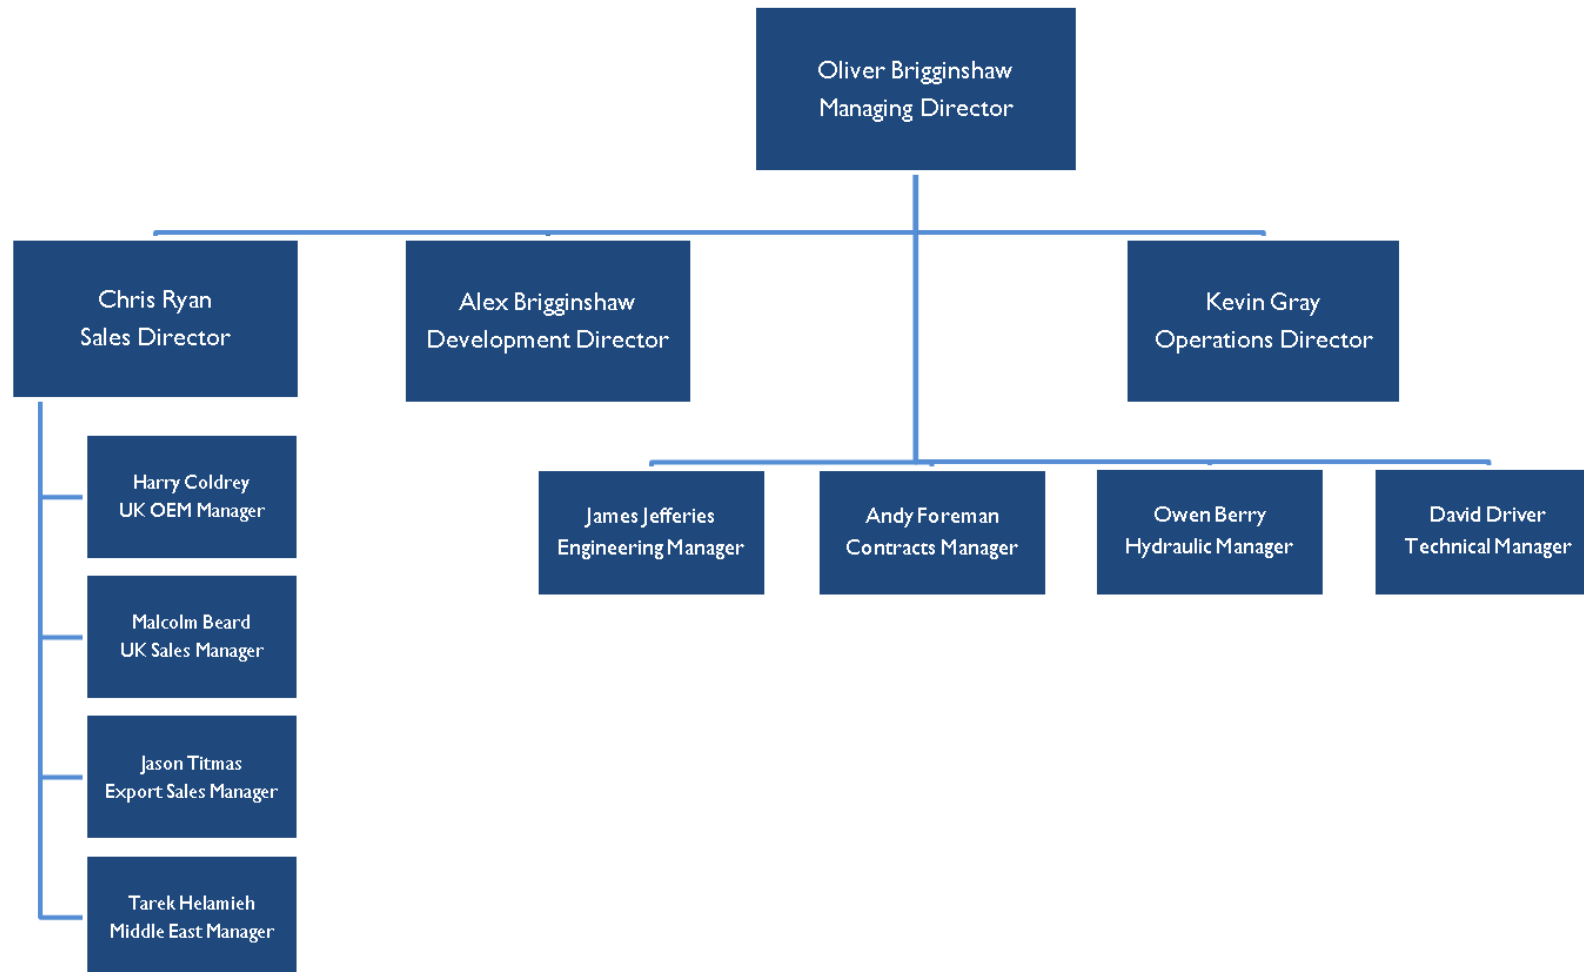 Oliver Brigginshaw
Managing Director
Chris Ryan
Sales Director
Alex Brigginshaw
Development Director
Kevin Gray
Operations Director
Harry Coldrey
UK OEM Manager
Malcolm Beard
UK Sales Manager
Jason Titmas
Export Sales Manager
Tarek Helamieh
Middle East Manager
James Jefferies
Engineering Manager
Andy Foreman
Contracts Manager
Owen Berry
Hydraulic Manager
David Driver
Technical Manager